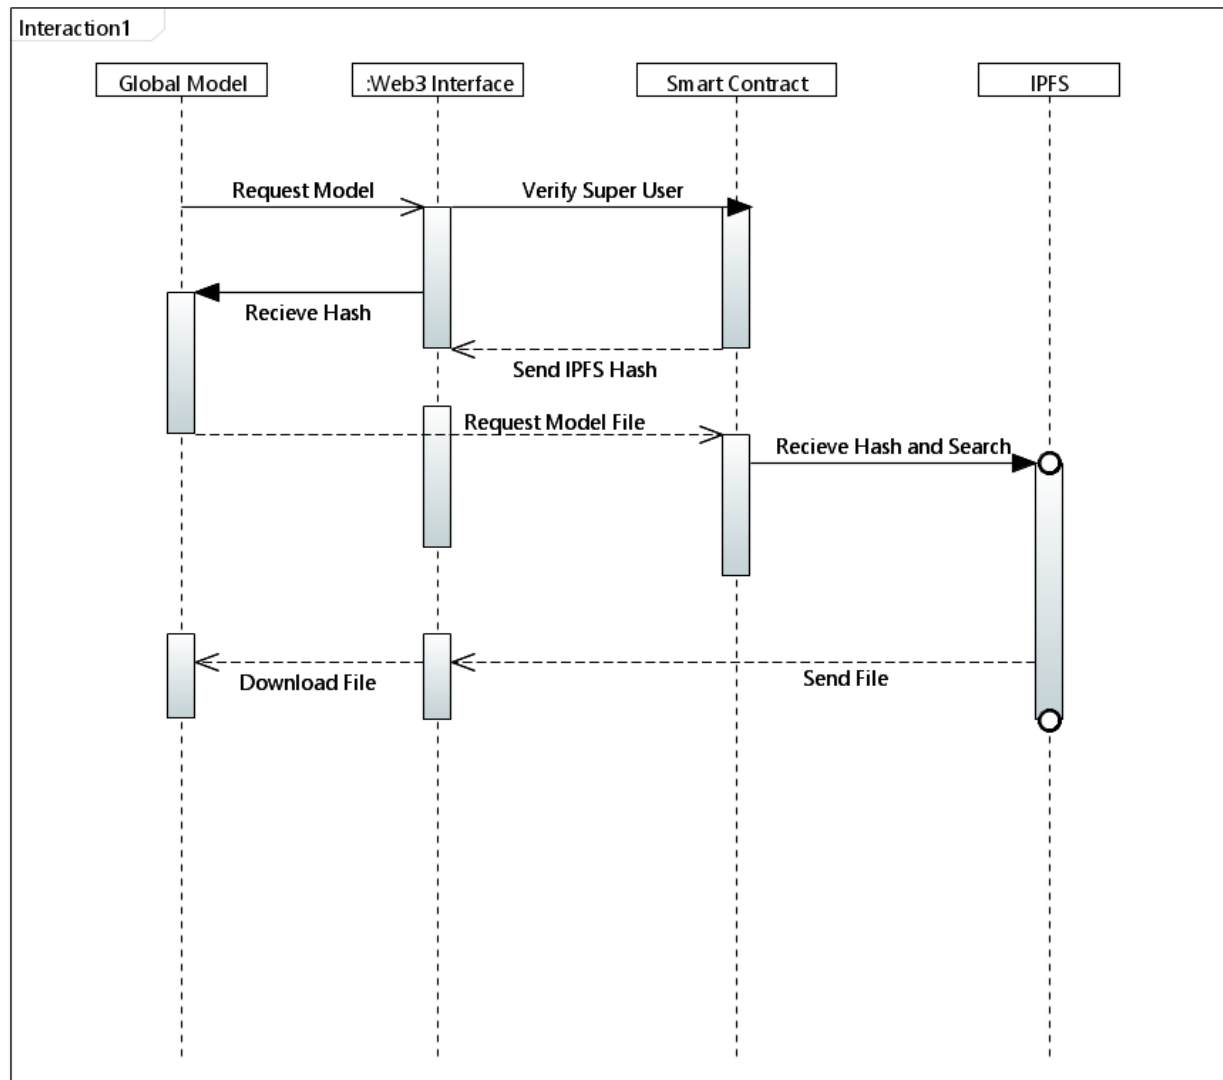 Interaction1
Global Model
:Web3 Interface
Smart Contract
IPFS
Request Model
Verify Super User
Recieve Hash
Send IPFS Hash
Request Model File
Recieve Hash and Search
Download File
Send File